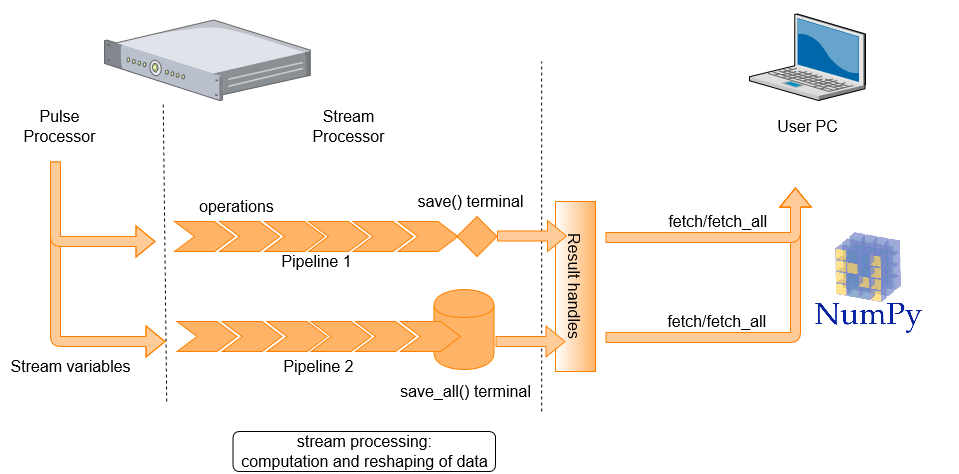 Pulse
Processor
Stream
Processor
User PC
operations
save() terminal
Pipeline 1
Result handles
fetch/fetch_all
NumPy
fetch/fetch_all
Stream variables
Pipeline 2
save_all() terminal
stream processing:
computation and reshaping of data